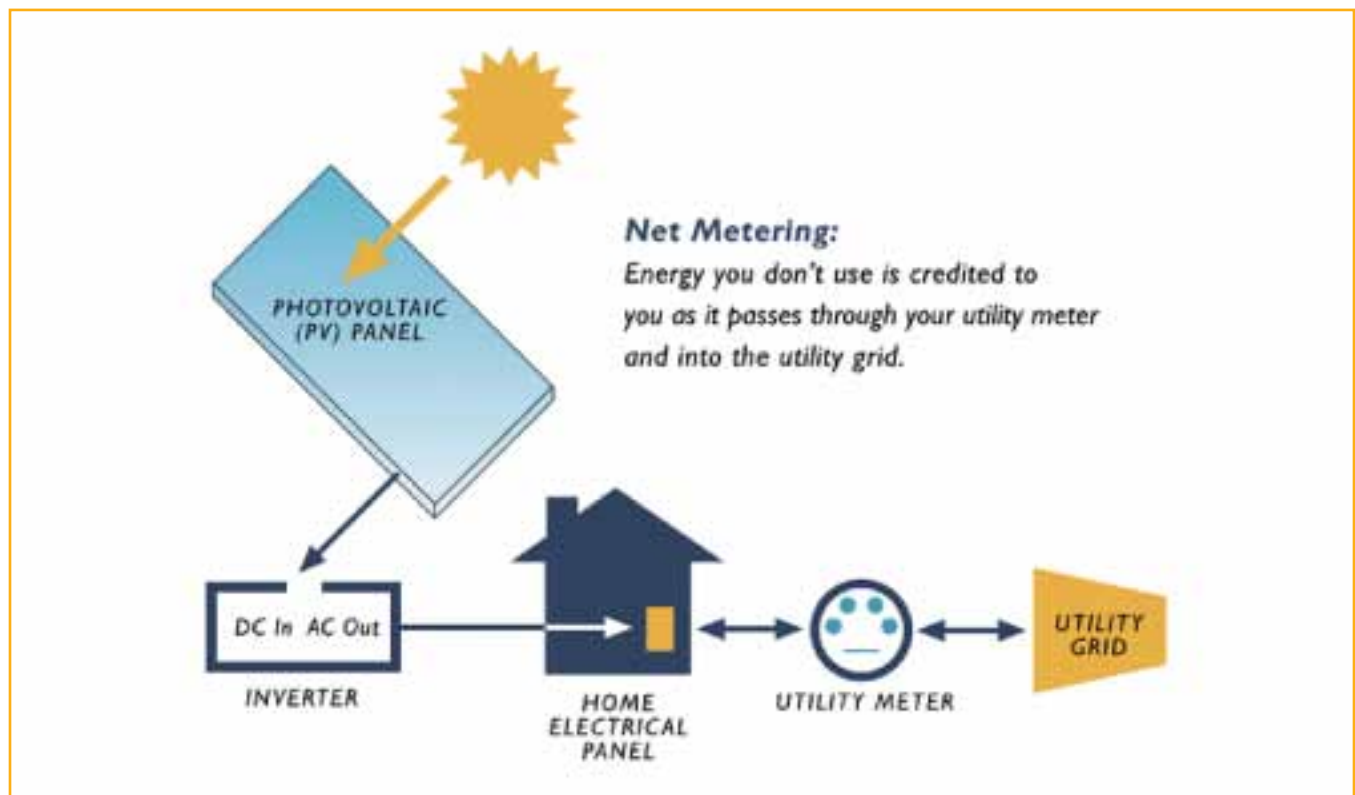 Net Metering:
Energy you don't use is credited to
you as it passes through your utility meter
and into the utility grid.
PHOTOVOLTAIC
(PV) PANEL
DC In AC Out
INVERTER
HOME
ELECTRICAL
PANEL
UTILITY METER
UTILITY
GRID